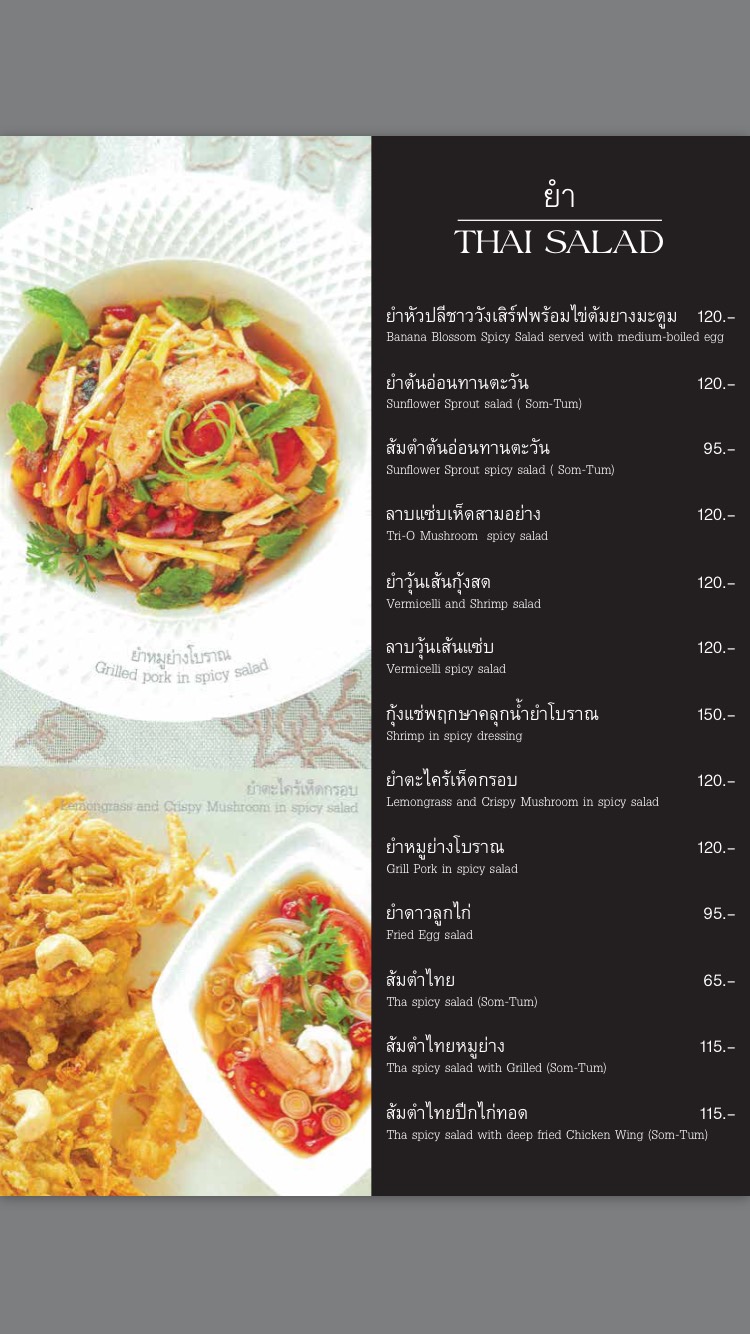 ยำหมูย่างโบราณ
Grilled pork in spicy salad
ยำตะไคร้เห็ดกรอบ
Lemongrass and Crispy Mushroom in spicy salad
ยำ
THAI SALAD
ยำหัวปลีชาววังเสิร์ฟพร้อมไข่ต้มยางมะตูม 120.–
Banana Blossom Spicy Salad served with medium-boiled egg
ยำต้นอ่อนทานตะวัน 120.–
Sunflower Sprout salad ( Som-Tum)
ส้มตำต้นอ่อนทานตะวัน 95.–
Sunflower Sprout spicy salad ( Som-Tum)
ลาบแซ่บเห็ดสามอย่าง 120.–
Tri-O Mushroom spicy salad
ยำวุ้นเส้นกุ้งสด 120.–
Vermicelli and Shrimp salad
ลาบวุ้นเส้นแซ่บ 120.–
Vermicelli spicy salad
กุ้งแช่พฤกษาคลุกน้ำยำโบราณ 150.–
Shrimp in spicy dressing
ยำตะไคร้เห็ดกรอบ 120.–
Lemongrass and Crispy Mushroom in spicy salad
ยำหมูย่างโบราณ 120.–
Grill Pork in spicy salad
ยำดาวลูกไก่ 95.–
Fried Egg salad
ส้มตำไทย 65.–
Tha spicy salad (Som-Tum)
ส้มตำไทยหมูย่าง 115.–
Tha spicy salad with Grilled (Som-Tum)
ส้มตำไทยปีกไก่ทอด 115.–
Tha spicy salad with deep fried Chicken Wing (Som-Tum)